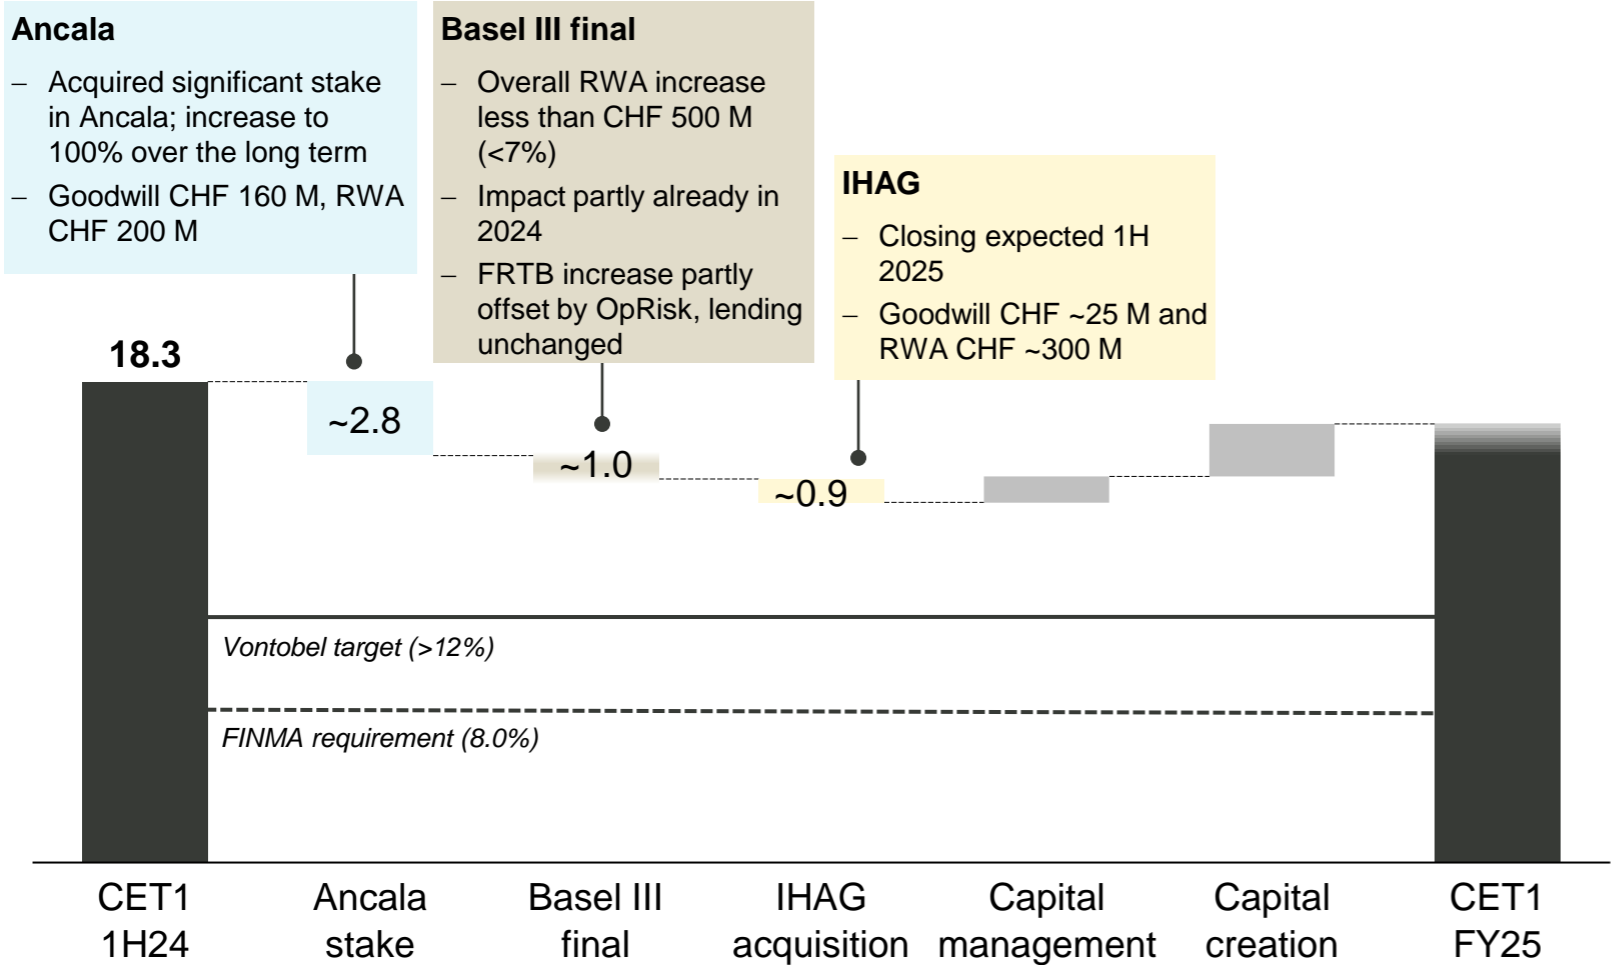 Ancala
– Acquired significant stake
in Ancala; increase to
100% over the long term
– Goodwill CHF 160 M, RWA
CHF 200 M
Basel III final
– Overall RWA increase
less than CHF 500 M
(<7%)
– Impact partly already in
2024
– FRTB increase partly
offset by OpRisk, lending
unchanged
IHAG
– Closing expected 1H
2025
– Goodwill CHF ~25 M and
RWA CHF ~300 M
18.3
~2.8
~1.0
~0.9
Vontobel target (>12%)
FINMA requirement (8.0%)
CET1
1H24
Ancala
stake
Basel III
final
IHAG
acquisition
Capital
management
Capital
creation
CET1
FY25